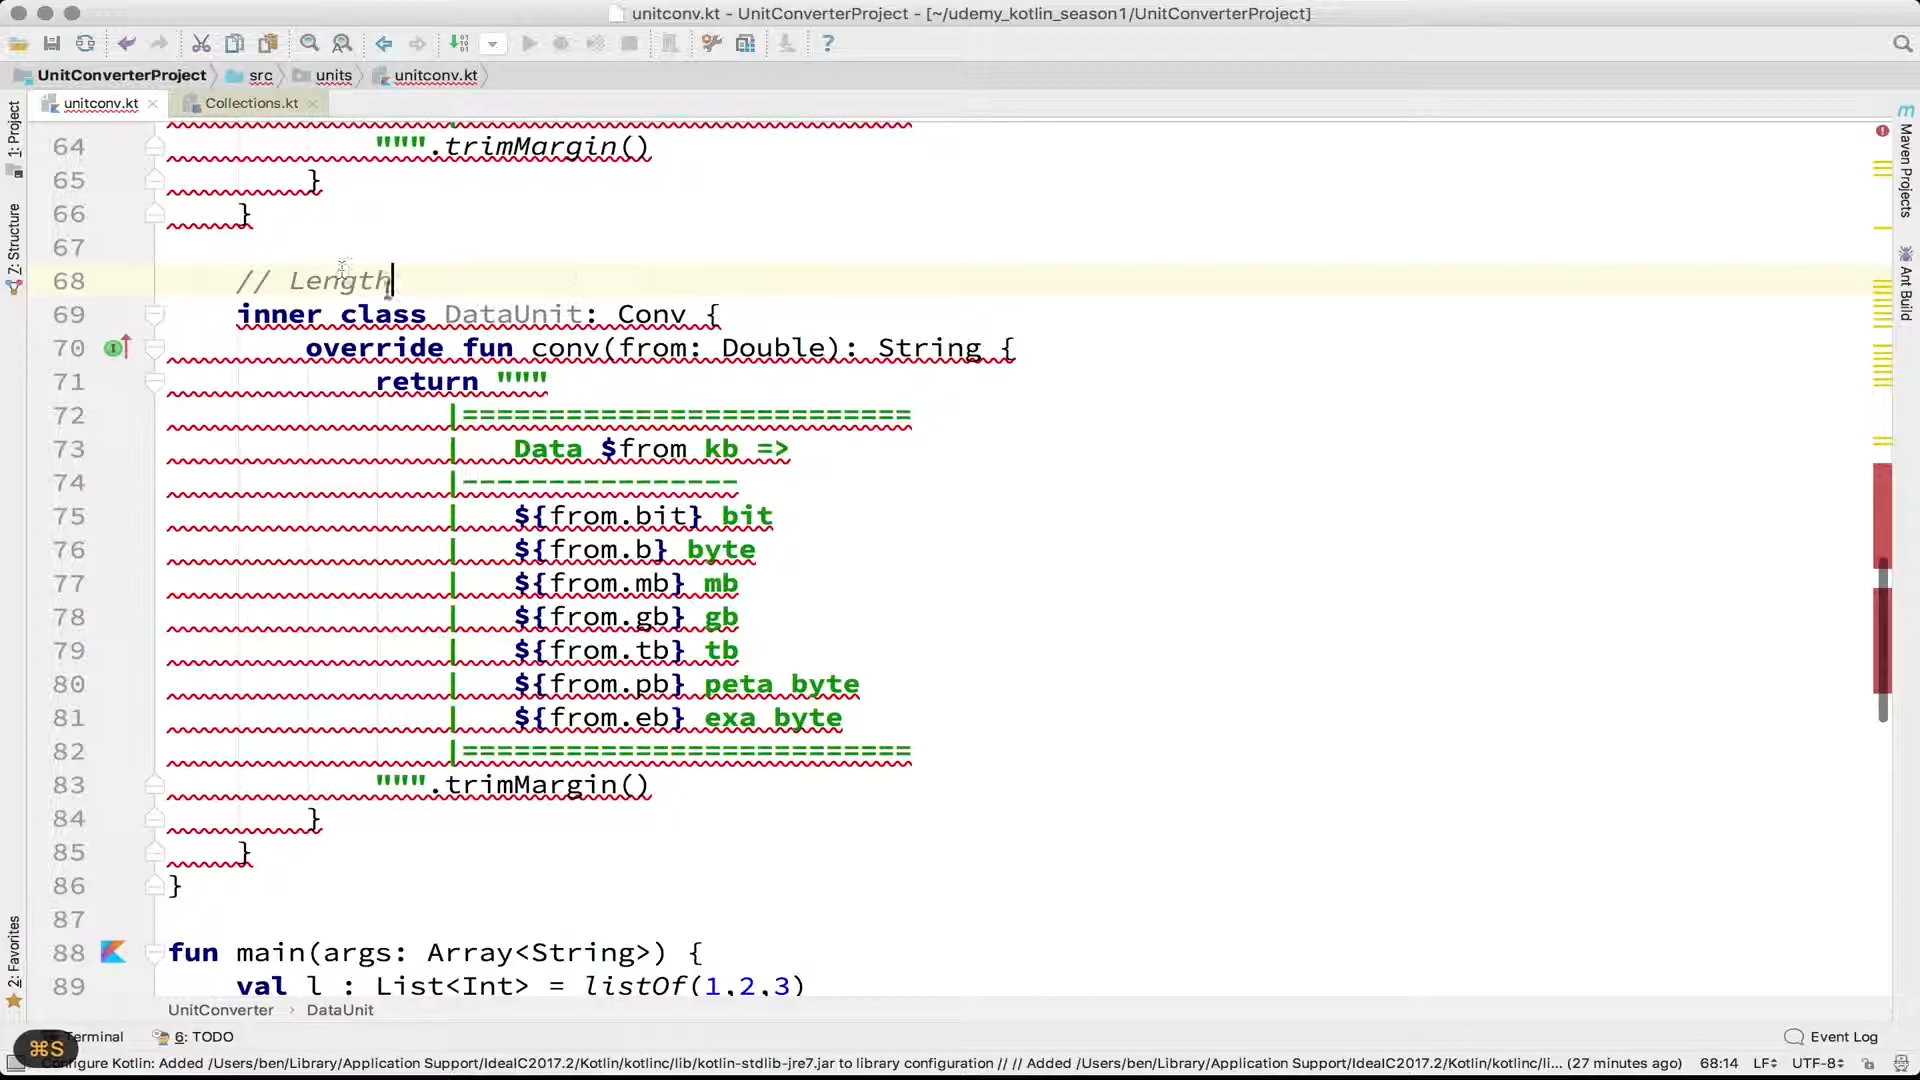 unitconv.kt - UnitConverterProject - [~/udemy_kotlin_season1/UnitConverterProject]
UnitConverterProject src units unitconv.kt
unitconv.kt Collections.kt
1: Project
Z: Structure
2: Favorites
Maven Projects
Ant Build
64 """.trimMargin()
65 }
66 }
67
68 // Length
69 inner class DataUnit: Conv {
70 override fun conv(from: Double): String {
71 return """
72 |==========================
73 | Data $from kb =>
74 |----------------
75 | ${from.bit} bit
76 | ${from.b} byte
77 | ${from.mb} mb
78 | ${from.gb} gb
79 | ${from.tb} tb
80 | ${from.pb} peta byte
81 | ${from.eb} exa byte
82 |==========================
83 """.trimMargin()
84 }
85 }
86 }
87
88 fun main(args: Array<String>) {
89 val l : List<Int> = listOf(1,2,3)
UnitConverter › DataUnit
Terminal 6: TODO Event Log
⌘S
Configure Kotlin: Added /Users/ben/Library/Application Support/IdeaIC2017.2/Kotlin/kotlinc/lib/kotlin-stdlib-jre7.jar to library configuration // // Added /Users/ben/Library/Application Support/IdeaIC2017.2/Kotlin/kotlinc/li... (27 minutes ago) 68:14 LF UTF-8